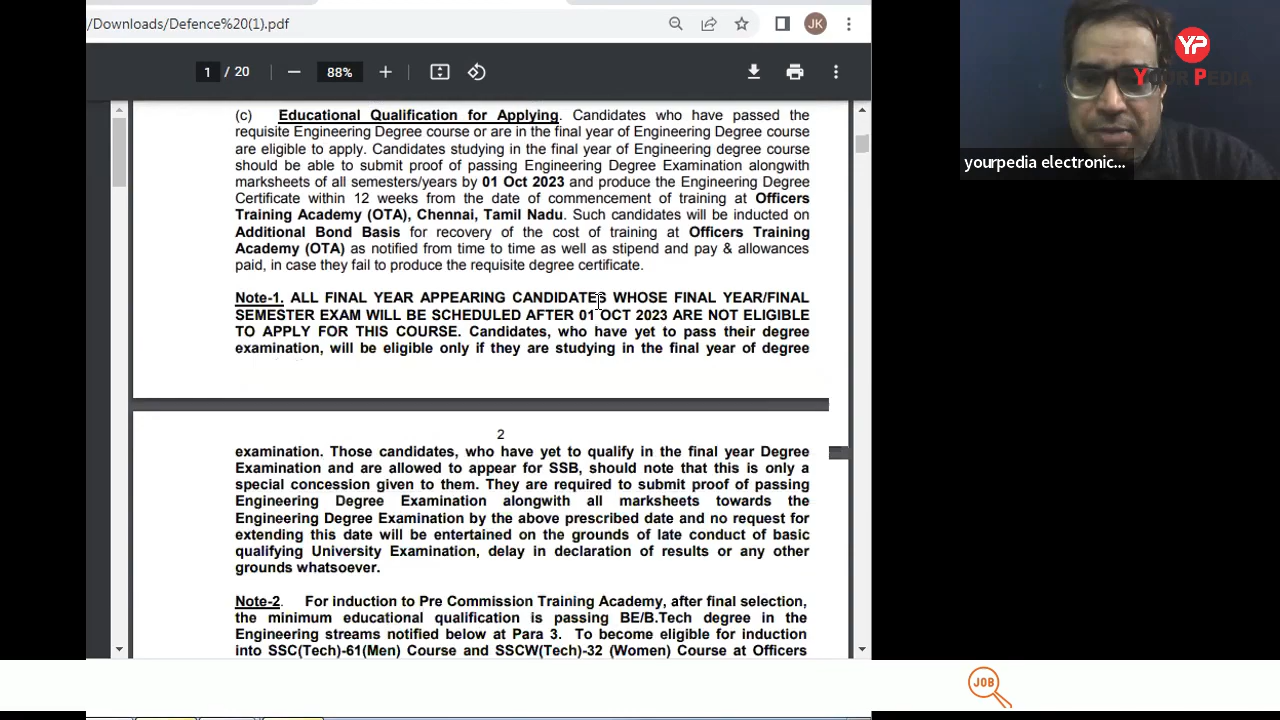 /Downloads/Defence%20(1).pdf
JK
1 / 20
88%
(c) Educational Qualification for Applying. Candidates who have passed the
requisite Engineering Degree course or are in the final year of Engineering Degree course
are eligible to apply. Candidates studying in the final year of Engineering degree course
should be able to submit proof of passing Engineering Degree Examination alongwith
marksheets of all semesters/years by 01 Oct 2023 and produce the Engineering Degree
Certificate within 12 weeks from the date of commencement of training at Officers
Training Academy (OTA), Chennai, Tamil Nadu. Such candidates will be inducted on
Additional Bond Basis for recovery of the cost of training at Officers Training
Academy (OTA) as notified from time to time as well as stipend and pay & allowances
paid, in case they fail to produce the requisite degree certificate.
Note-1. ALL FINAL YEAR APPEARING CANDIDATES WHOSE FINAL YEAR/FINAL
SEMESTER EXAM WILL BE SCHEDULED AFTER 01 OCT 2023 ARE NOT ELIGIBLE
TO APPLY FOR THIS COURSE. Candidates, who have yet to pass their degree
examination, will be eligible only if they are studying in the final year of degree
2
examination. Those candidates, who have yet to qualify in the final year Degree
Examination and are allowed to appear for SSB, should note that this is only a
special concession given to them. They are required to submit proof of passing
Engineering Degree Examination alongwith all marksheets towards the
Engineering Degree Examination by the above prescribed date and no request for
extending this date will be entertained on the grounds of late conduct of basic
qualifying University Examination, delay in declaration of results or any other
grounds whatsoever.
Note-2. For induction to Pre Commission Training Academy, after final selection,
the minimum educational qualification is passing BE/B.Tech degree in the
Engineering streams notified below at Para 3. To become eligible for induction
into SSC(Tech)-61(Men) Course and SSCW(Tech)-32 (Women) Course at Officers
YP
YOUR PEDIA
yourpedia electronic...
JOB